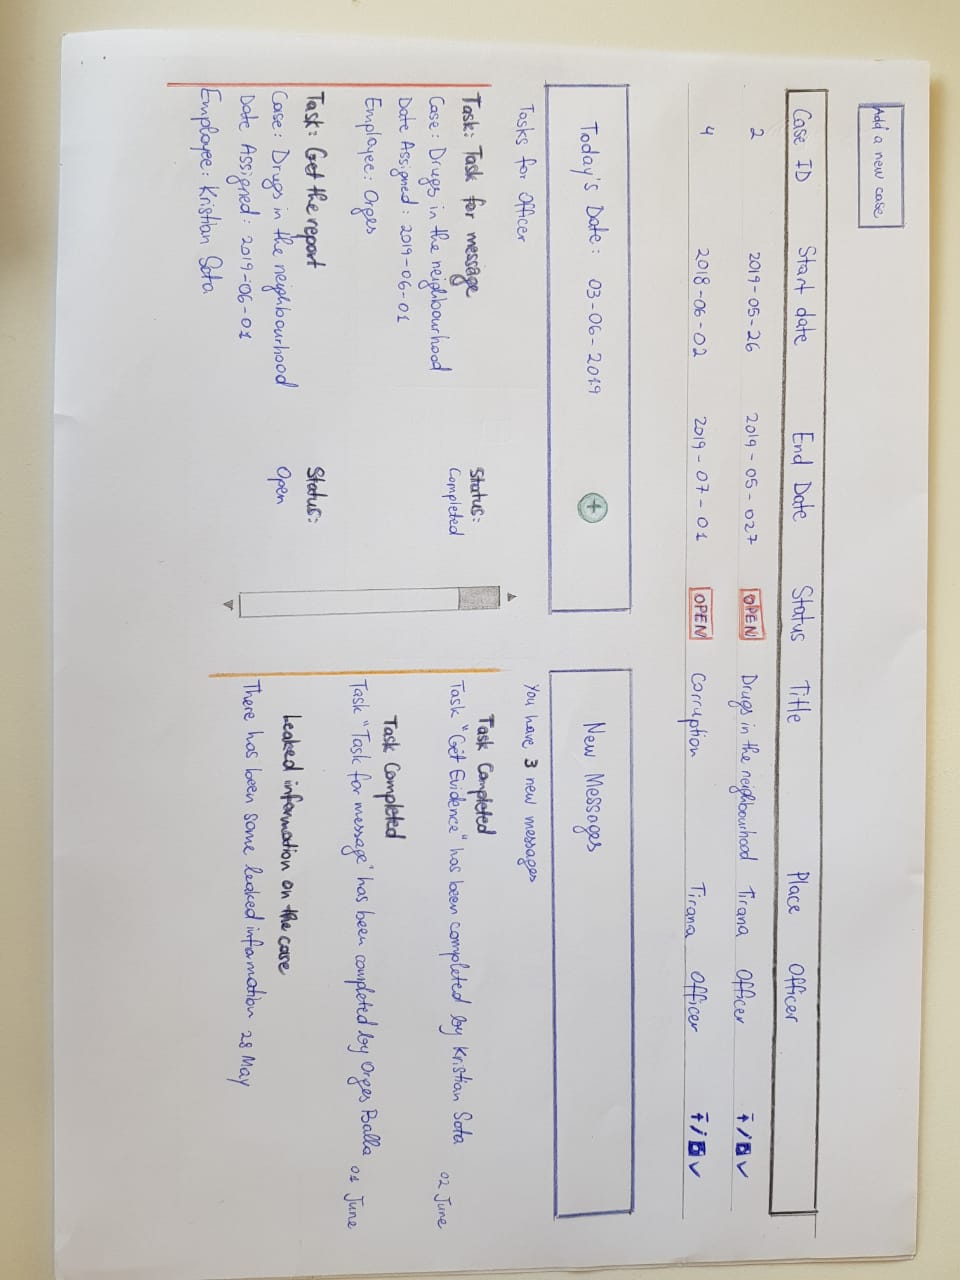 Add a new case
Case ID Start date End Date Status Title Place Officer
2 2019-05-26 2019-05-027 OPEN Drugs in the neighbourhood Tirana Officer
4 2018-06-02 2019-07-01 OPEN Corruption Tirana Officer
Today's Date: 03-06-2019 +
New Messages
Tasks for Officer
Task: Task for message
Case: Drugs in the neighbourhood
Date Assigned: 2019-06-01
Employee: Orges
Status:
Completed
Task: Get the report
Case: Drugs in the neighbourhood
Date Assigned: 2019-06-01
Employee: Kristian Sota
Status:
Open
You have 3 new messages
Task Completed
Task "Get Evidence" has been completed by Kristian Sota 02 June
Task Completed
Task "Task for message" has been completed by Orges Balla 01 June
Leaked information on the case
There has been some leaked information 28 May